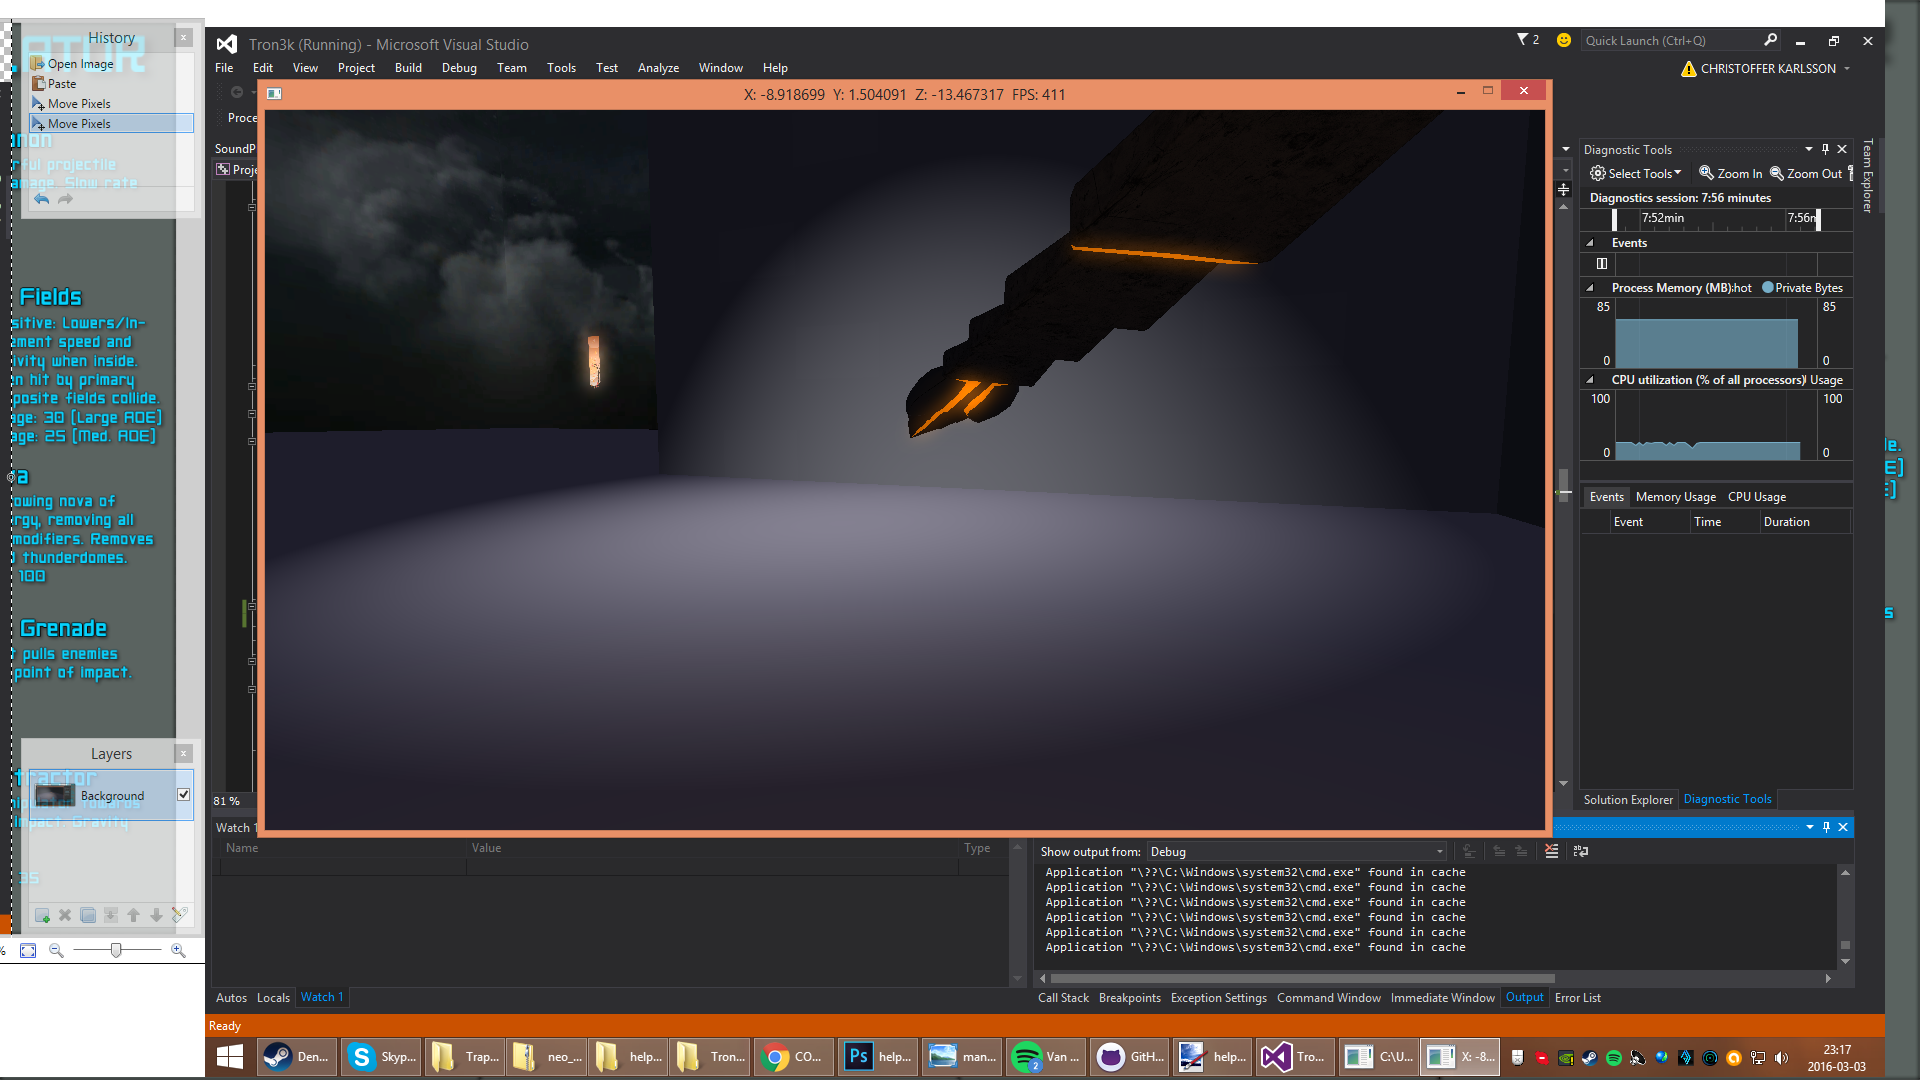 History
Open Image
Paste
Move Pixels
Move Pixels
rful projectile
amage. Slow rate
Fields
sitive: Lowers/In-
ement speed and
ivity when inside.
n hit by primary
posite fields collide.
age: 30 [Large AOE]
age: 25 [Med. AOE]
owing nova of
rgy, removing all
modifiers. Removes
thunderdomes.
100
Grenade
pulls enemies
point of impact.
Layers
Background
35
Tron3k (Running) - Microsoft Visual Studio
2
Quick Launch (Ctrl+Q)
File Edit View Project Build Debug Team Tools Test Analyze Window Help
CHRISTOFFER KARLSSON
X: -8.918699 Y: 1.504091 Z: -13.467317 FPS: 411
Proce
SoundP
Proje
81 %
Team Explorer
Diagnostic Tools
Select Tools Zoom In Zoom Out
Diagnostics session: 7:56 minutes
7:52min 7:56n
Events
Process Memory (MB) :hot Private Bytes
85 85
0 0
CPU utilization (% of all processors) Usage
100 100
0 0
Events Memory Usage CPU Usage
Event Time Duration
Solution Explorer Diagnostic Tools
Watch 1
Name Value Type
Autos Locals Watch 1
Show output from: Debug
Application "\??\C:\Windows\system32\cmd.exe" found in cache
Application "\??\C:\Windows\system32\cmd.exe" found in cache
Application "\??\C:\Windows\system32\cmd.exe" found in cache
Application "\??\C:\Windows\system32\cmd.exe" found in cache
Application "\??\C:\Windows\system32\cmd.exe" found in cache
Application "\??\C:\Windows\system32\cmd.exe" found in cache
Call Stack Breakpoints Exception Settings Command Window Immediate Window Output Error List
Ready
Den... Skyp... Trap... neo_... help... Tron... CO... help... man... Van ... GitH... help... Tro... C:\U... X: -8...
23:17
2016-03-03